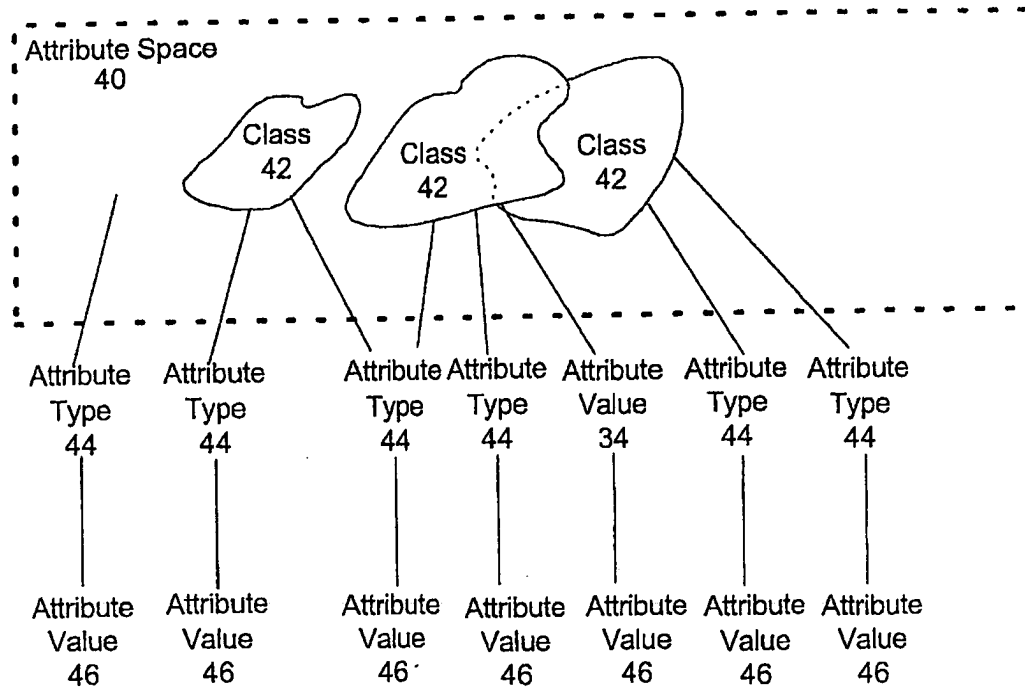 Attribute Space
40
Class
42
Class
42
Class
42
Attribute Attribute Attribute Attribute Attribute Attribute Attribute
Type Type Type Type Value Type Type
44 44 44 44 34 44 44
Attribute Attribute Attribute Attribute Attribute Attribute Attribute
Value Value Value Value Value Value Value
46 46 46 46 46 46 46